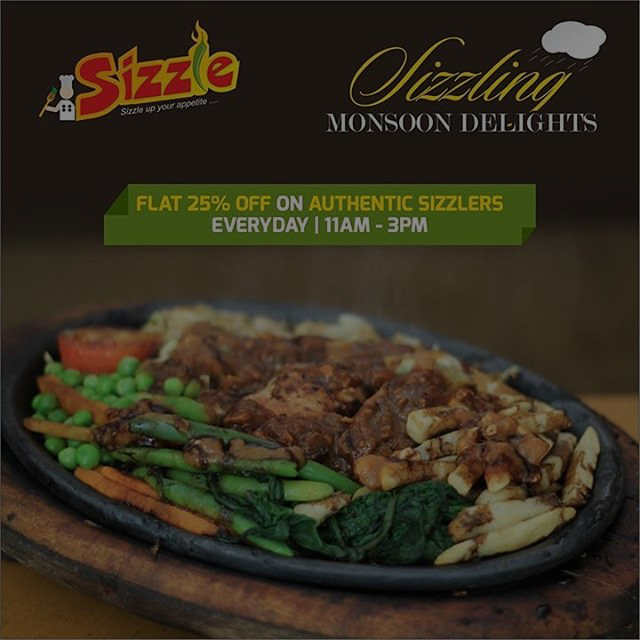 Sizzle
Sizzle up your appetite ....
Sizzling
MONSOON DELIGHTS
FLAT 25% OFF ON AUTHENTIC SIZZLERS
EVERYDAY | 11AM - 3PM